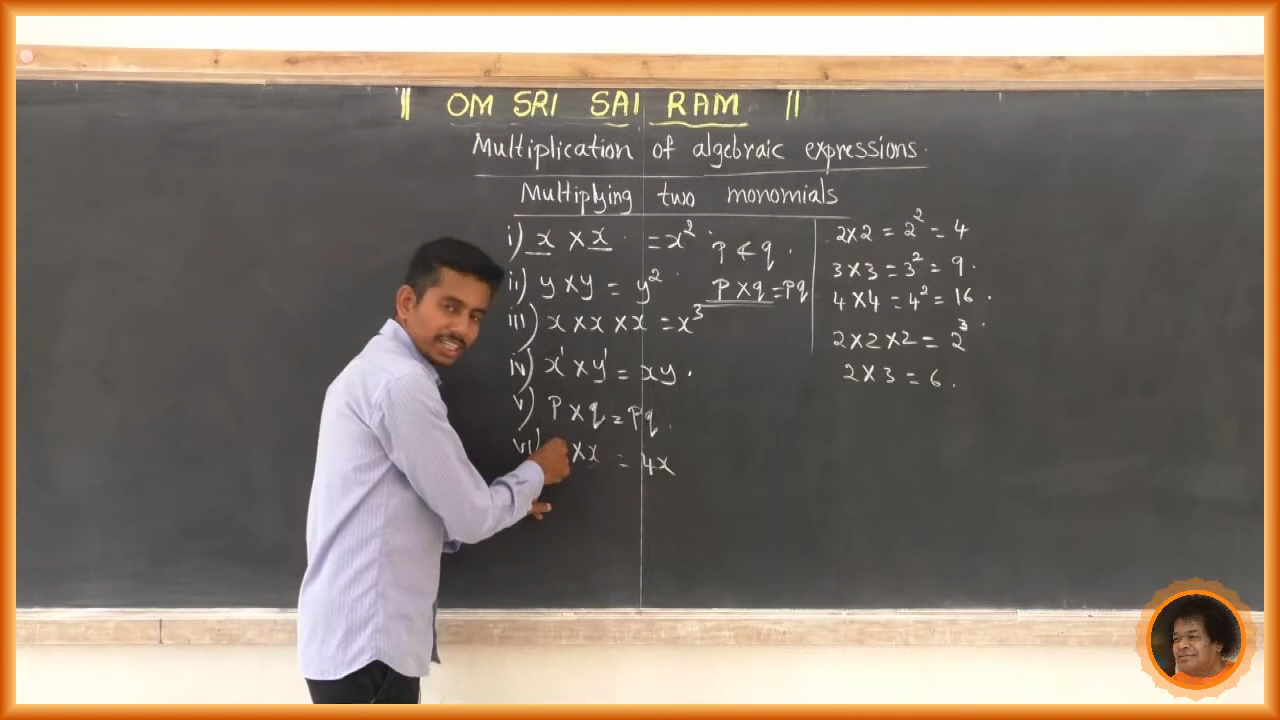 || OM SRI SAI RAM ||
Multiplication of algebraic expressions.
Multiplying two monomials
i) x × x = x²
ii) y × y = y²
iii) x × x × x = x³
iv) x' × y' = xy.
v) P × q = Pq.
vi) × x = 4x
P & q.
P × q = Pq
2 × 2 = 2² = 4
3 × 3 = 3² = 9.
4 × 4 = 4² = 16.
2 × 2 × 2 = 2³
2 × 3 = 6.